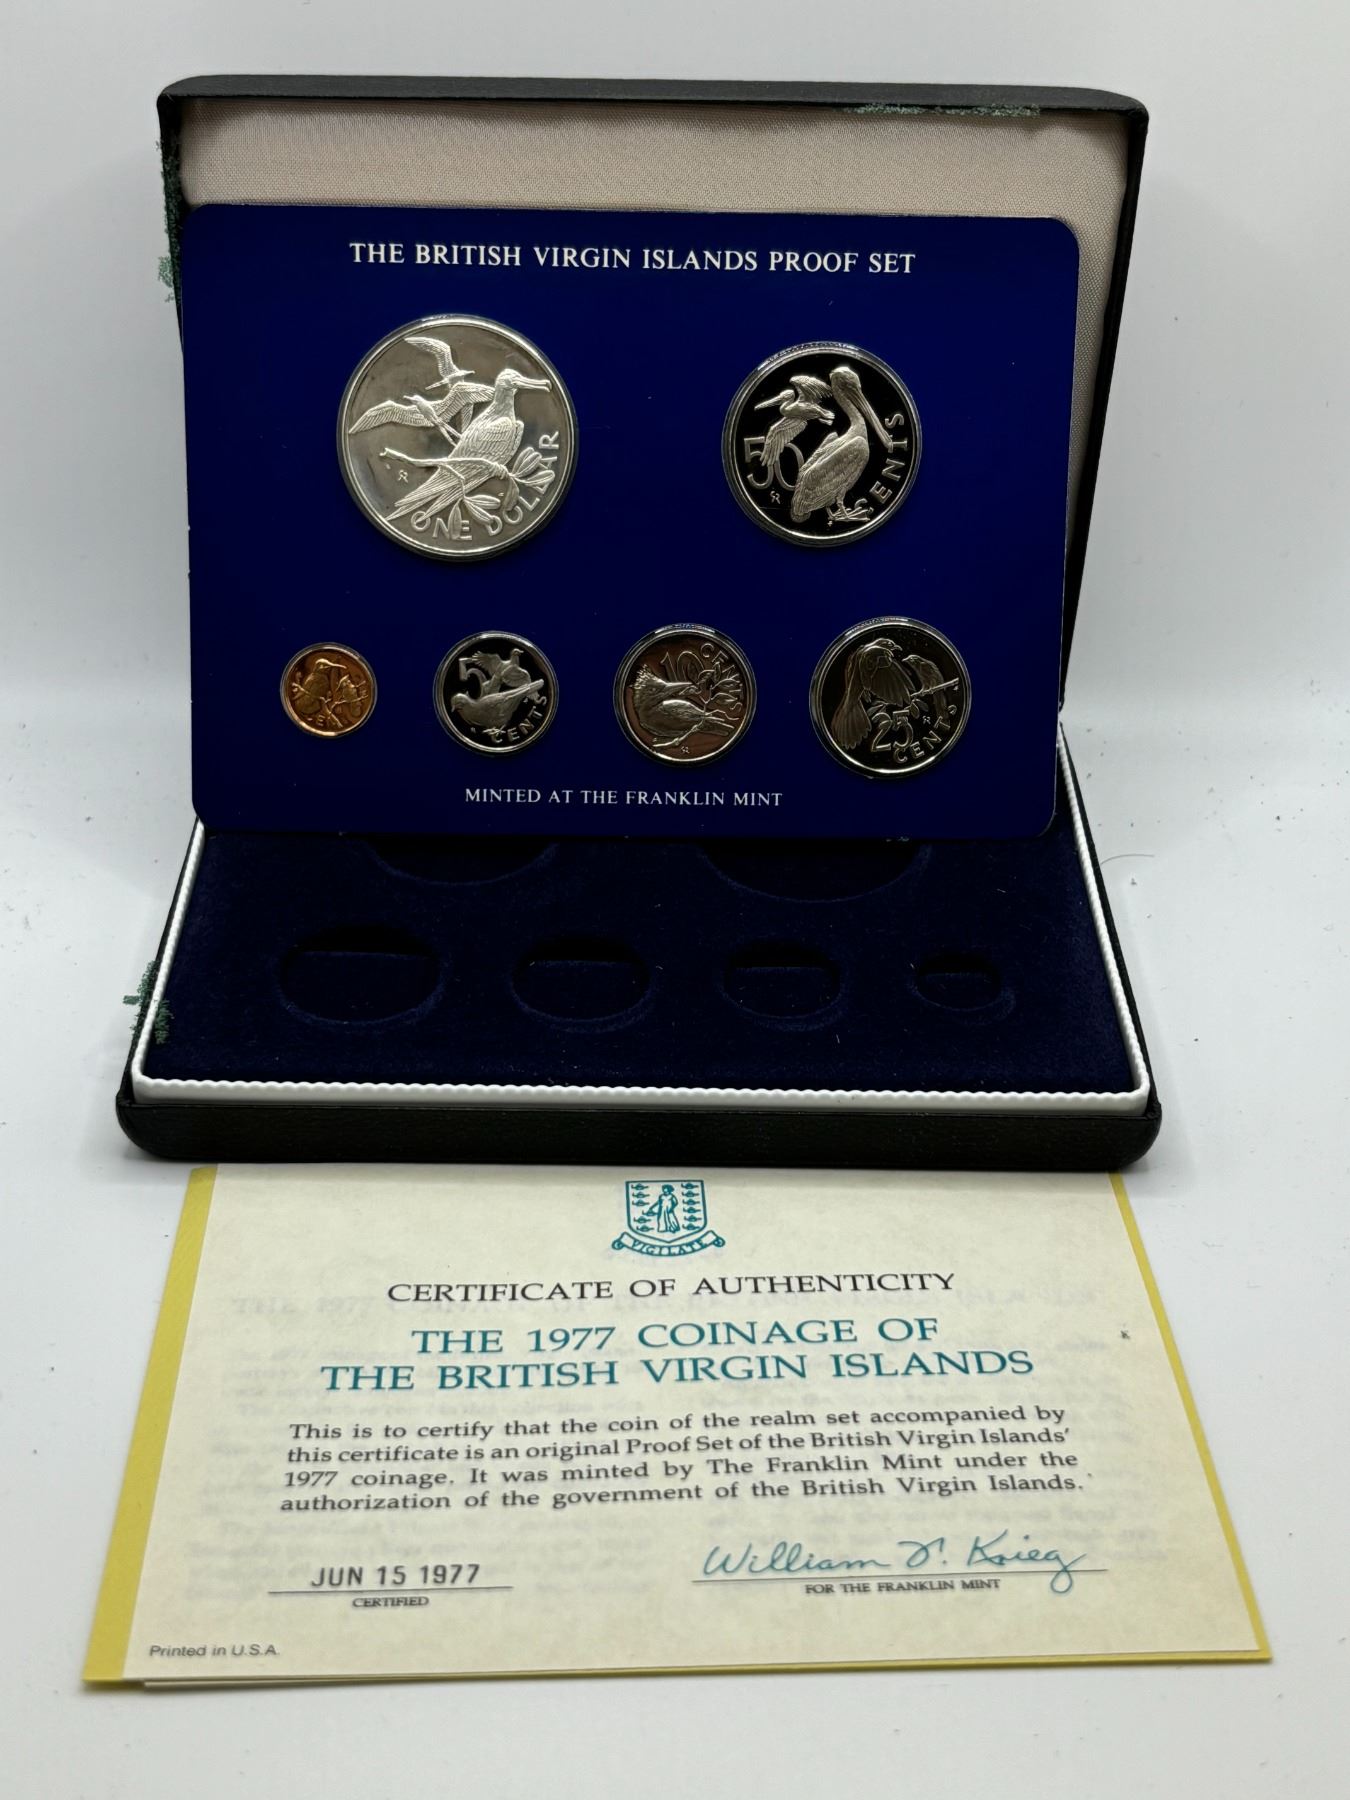 THE BRITISH VIRGIN ISLANDS PROOF SET
ONE DOLLAR
50 CENTS
5 CENTS
10 CENTS
25 CENTS
MINTED AT THE FRANKLIN MINT
VIGILATE
CERTIFICATE OF AUTHENTICITY
THE 1977 COINAGE OF
THE BRITISH VIRGIN ISLANDS
This is to certify that the coin of the realm set accompanied by
this certificate is an original Proof Set of the British Virgin Islands'
1977 coinage. It was minted by The Franklin Mint under the
authorization of the government of the British Virgin Islands.
JUN 15 1977
CERTIFIED
William T. Krieg
FOR THE FRANKLIN MINT
Printed in U.S.A.